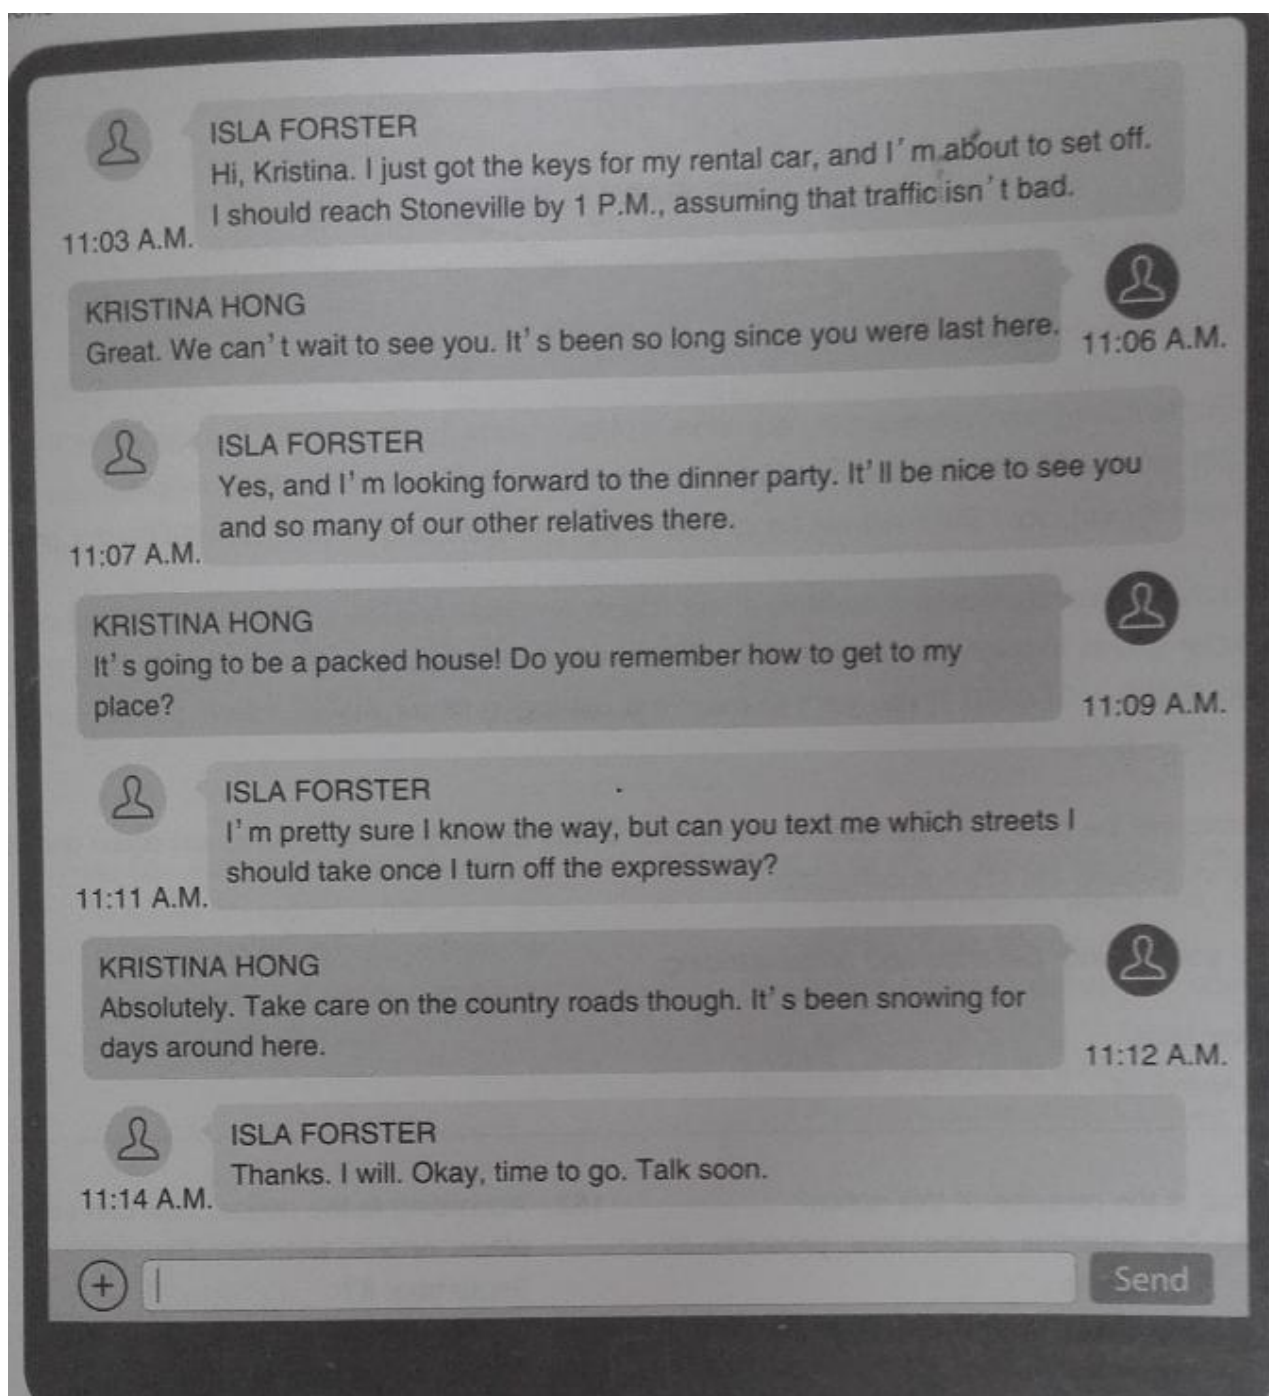 ISLA FORSTER
Hi, Kristina. I just got the keys for my rental car, and I'm about to set off.
I should reach Stoneville by 1 P.M., assuming that traffic isn't bad.
11:03 A.M.
KRISTINA HONG
Great. We can't wait to see you. It's been so long since you were last here.
11:06 A.M.
ISLA FORSTER
Yes, and I'm looking forward to the dinner party. It'll be nice to see you
and so many of our other relatives there.
11:07 A.M.
KRISTINA HONG
It's going to be a packed house! Do you remember how to get to my
place?
11:09 A.M.
ISLA FORSTER
I'm pretty sure I know the way, but can you text me which streets I
should take once I turn off the expressway?
11:11 A.M.
KRISTINA HONG
Absolutely. Take care on the country roads though. It's been snowing for
days around here.
11:12 A.M.
ISLA FORSTER
Thanks. I will. Okay, time to go. Talk soon.
11:14 A.M.
Send